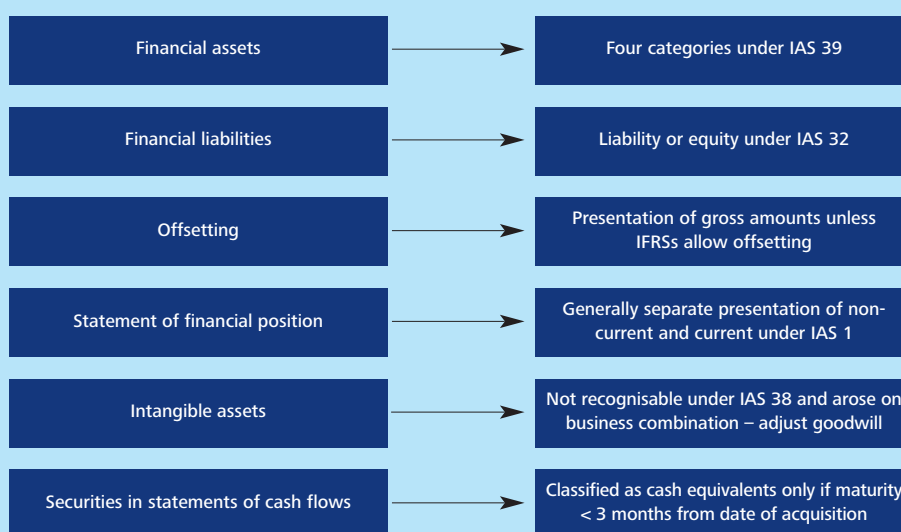 Financial assets
Four categories under IAS 39
Financial liabilities
Liability or equity under IAS 32
Offsetting
Presentation of gross amounts unless
IFRSs allow offsetting
Statement of financial position
Generally separate presentation of non-
current and current under IAS 1
Intangible assets
Not recognisable under IAS 38 and arose on
business combination – adjust goodwill
Securities in statements of cash flows
Classified as cash equivalents only if maturity
< 3 months from date of acquisition